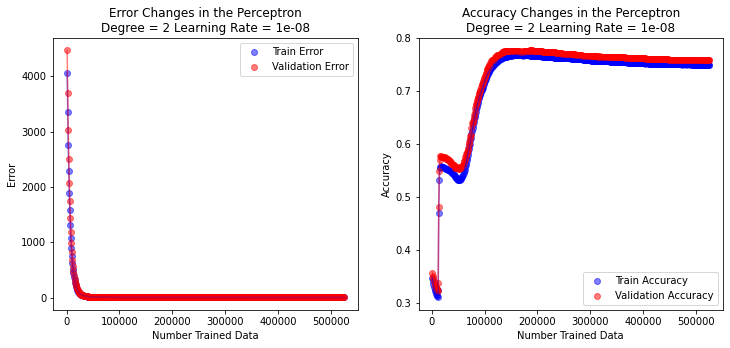 Error Changes in the Perceptron
Degree = 2 Learning Rate = 1e-08
Train Error
Validation Error
4000
3000
2000
1000
0
Error
0
100000
200000
300000
400000
500000
Number Trained Data
Accuracy Changes in the Perceptron
Degree = 2 Learning Rate = 1e-08
0.8
0.7
0.6
0.5
0.4
0.3
Accuracy
Train Accuracy
Validation Accuracy
0
100000
200000
300000
400000
500000
Number Trained Data